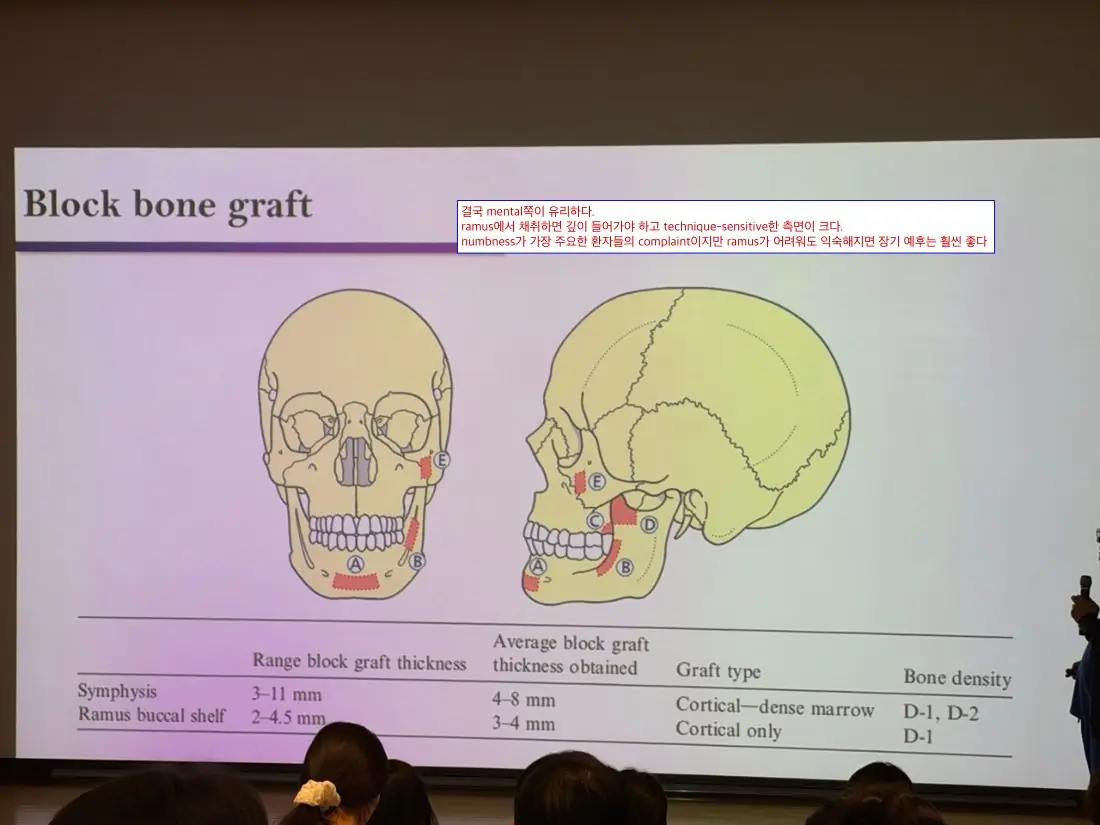 Block bone graft
결국 mental쪽이 유리하다.
ramus에서 채취하면 깊이 들어가야 하고 technique-sensitive한 측면이 크다.
numbness가 가장 주요한 환자들의 complaint이지만 ramus가 어려워도 익숙해지면 장기 예후는 훨씬 좋다
E
A
B
E
C
D
A
B
Range block graft thickness
Average block graft
thickness obtained
Graft type
Bone density
Symphysis
3–11 mm
4–8 mm
Cortical—dense marrow
D-1, D-2
Ramus buccal shelf
2–4.5 mm
3–4 mm
Cortical only
D-1